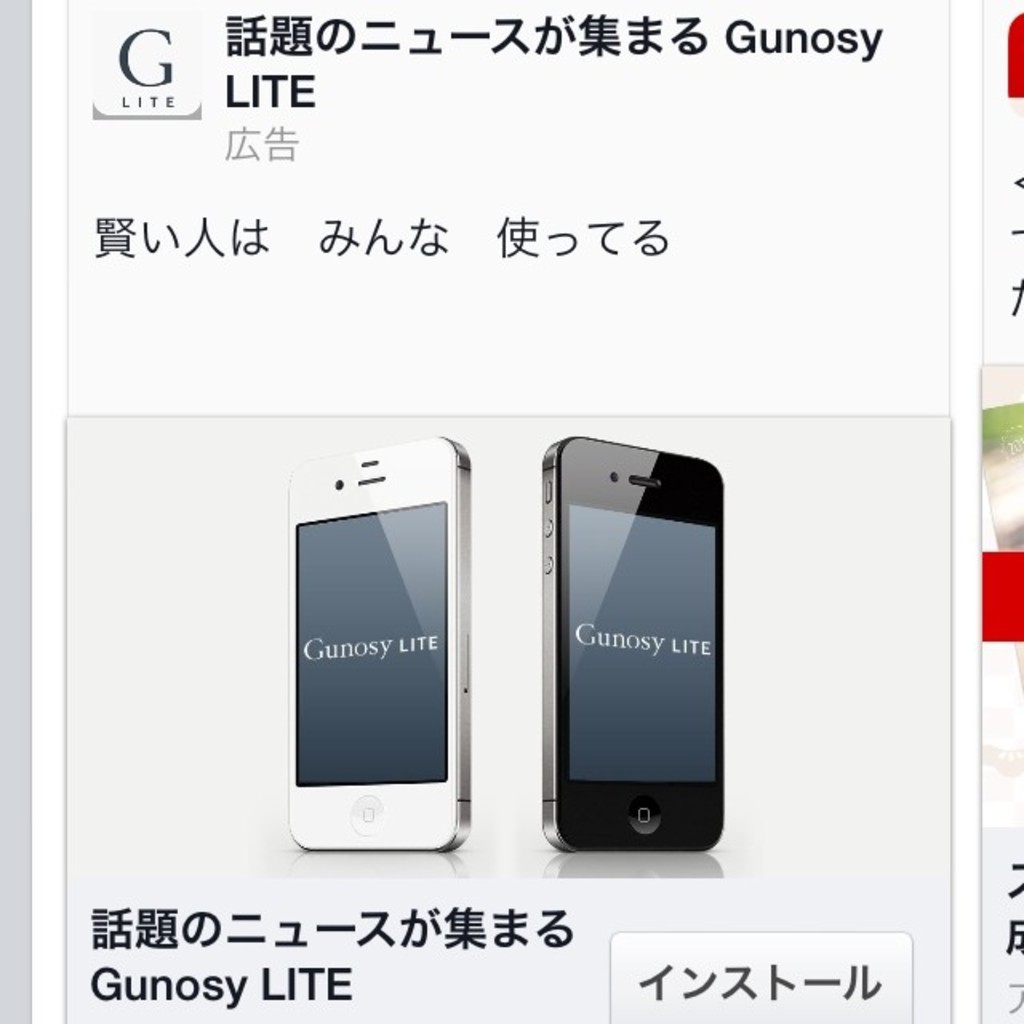 G
LITE
話題のニュースが集まる Gunosy
LITE
広告
賢い人は　みんな　使ってる
Gunosy LITE
Gunosy LITE
話題のニュースが集まる
Gunosy LITE
インストール